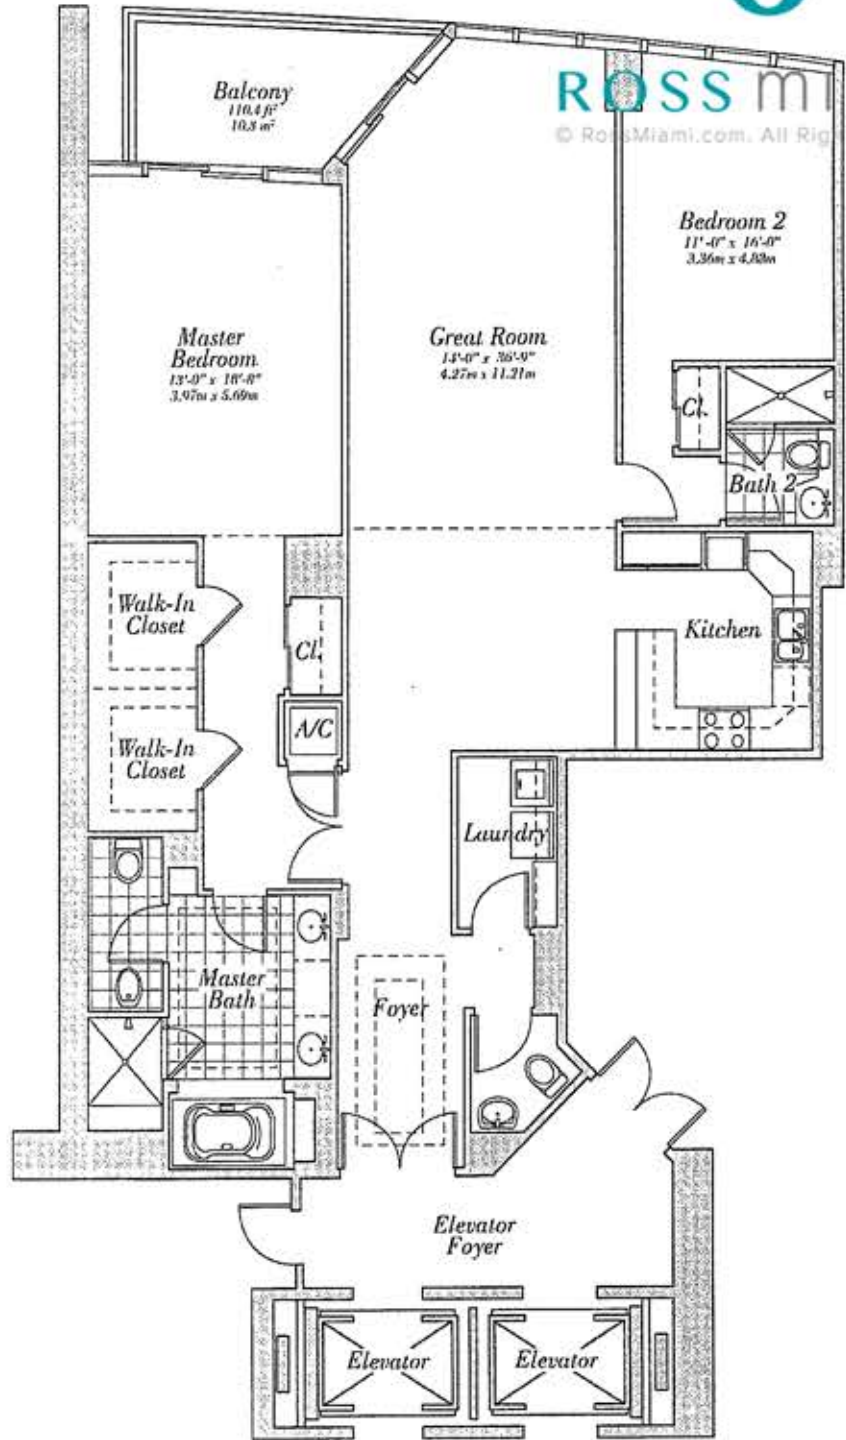 ROSS mi
© RossMiami.com. All Rig
Balcony
110.4 ft²
10.3 m²
Bedroom 2
11'-0" x 16'-0"
3.36m x 4.88m
Master
Bedroom
13'-0" x 18'-8"
3.97m x 5.69m
Great Room
14'-0" x 36'-9"
4.27m x 11.21m
Cl.
Bath 2
Walk-In
Closet
Cl.
Kitchen
A/C
Walk-In
Closet
Laundry
Master
Bath
Foyer
Elevator
Foyer
Elevator
Elevator